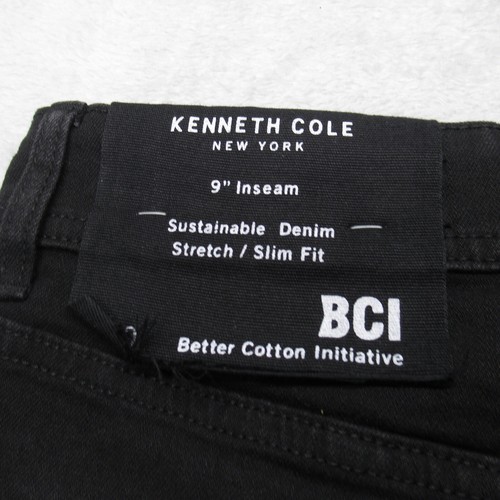 KENNETH COLE
NEW YORK
9" Inseam
Sustainable Denim
Stretch / Slim Fit
BCI
Better Cotton Initiative